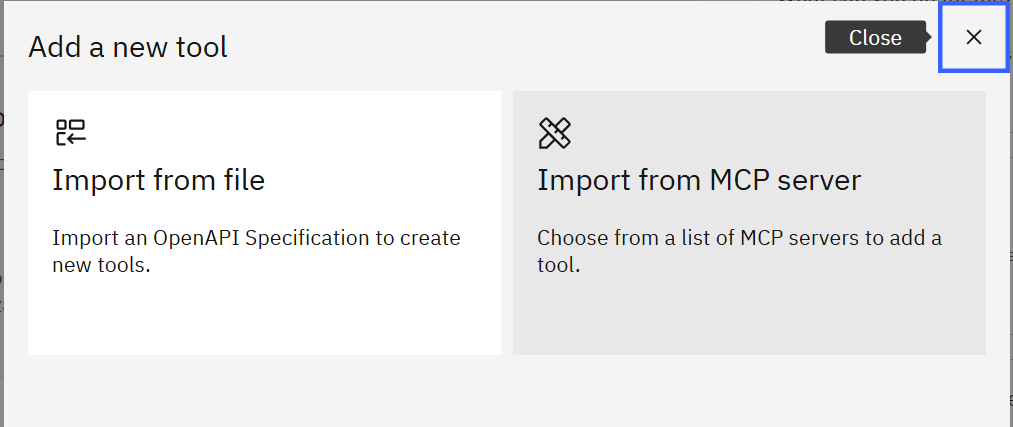 Add a new tool
Close
Import from file
Import an OpenAPI Specification to create
new tools.
Import from MCP server
Choose from a list of MCP servers to add a
tool.